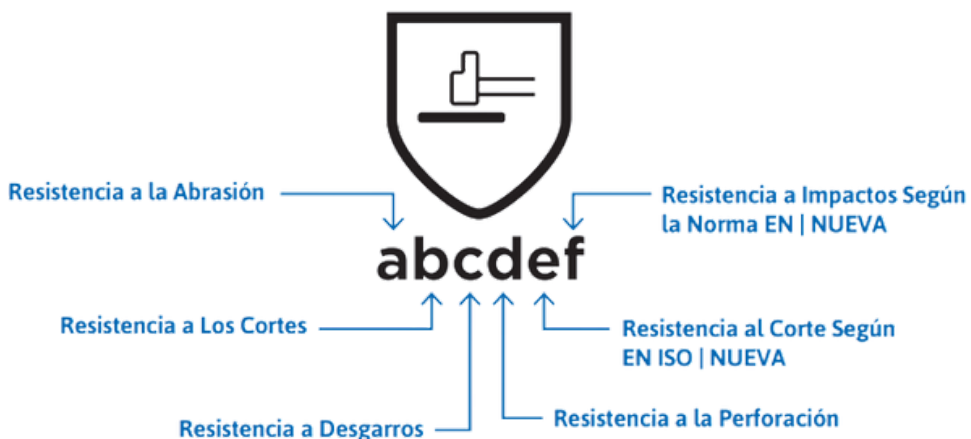 Resistencia a la Abrasión
Resistencia a Impactos Según
la Norma EN | NUEVA
abcdef
Resistencia a Los Cortes
Resistencia al Corte Según
EN ISO | NUEVA
Resistencia a Desgarros
Resistencia a la Perforación